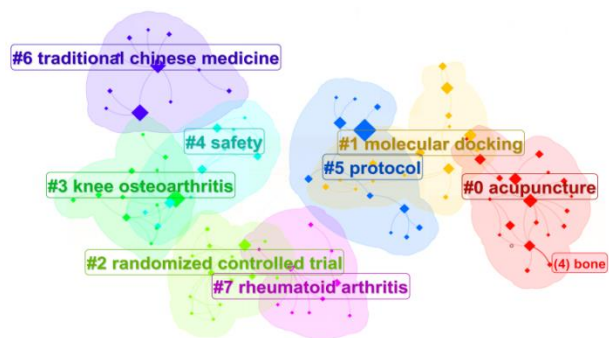 #6 traditional chinese medicine
#4 safety
#1 molecular docking
#5 protocol
#3 knee osteoarthritis
#0 acupuncture
#2 randomized controlled trial
(4) bone
#7 rheumatoid arthritis